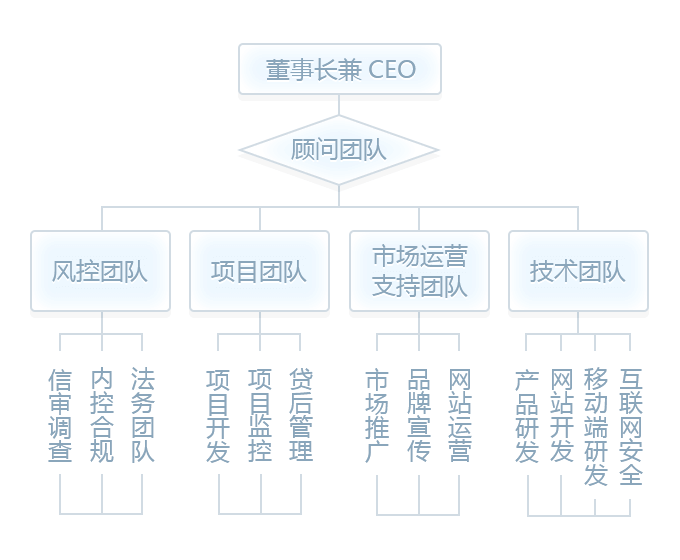 董事长兼 CEO
顾问团队
风控团队
项目团队
市场运营
支持团队
技术团队
信审调查
内控合规
法务团队
项目开发
项目监控
贷后管理
市场推广
品牌宣传
网站运营
产品研发
网站开发
移动端研发
互联网安全